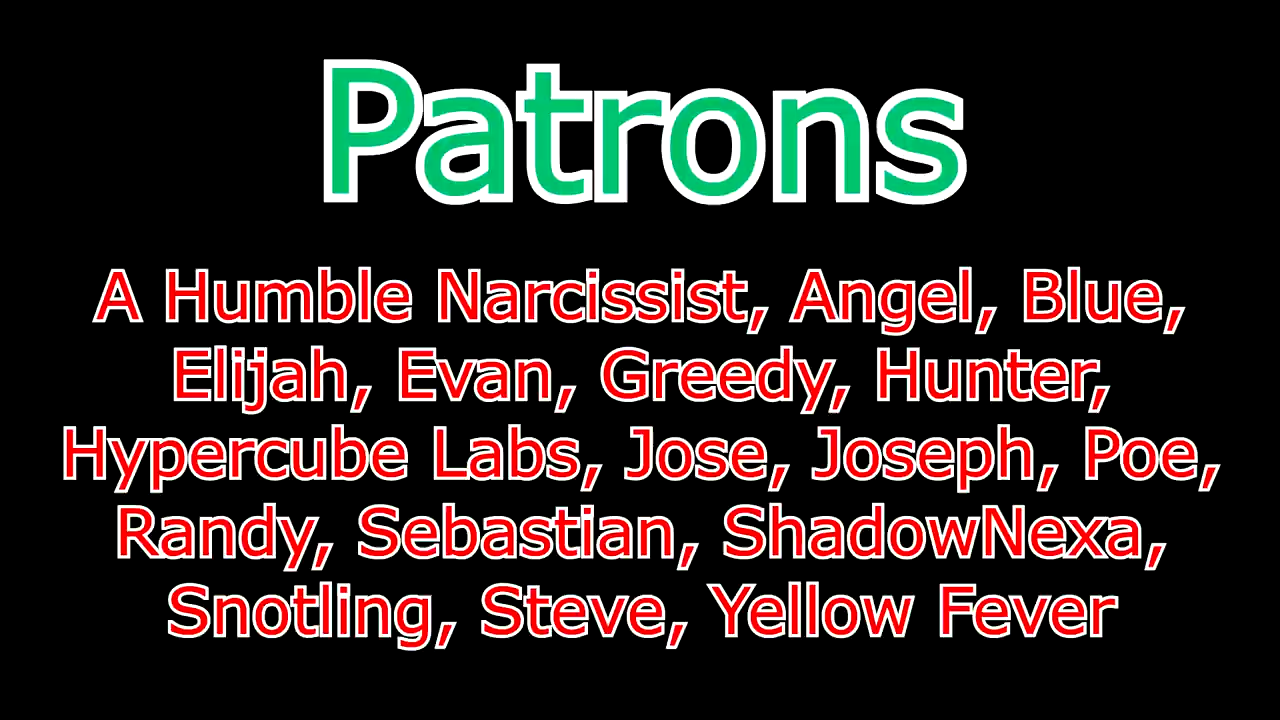 Patrons
A Humble Narcissist, Angel, Blue,
Elijah, Evan, Greedy, Hunter,
Hypercube Labs, Jose, Joseph, Poe,
Randy, Sebastian, ShadowNexa,
Snotling, Steve, Yellow Fever